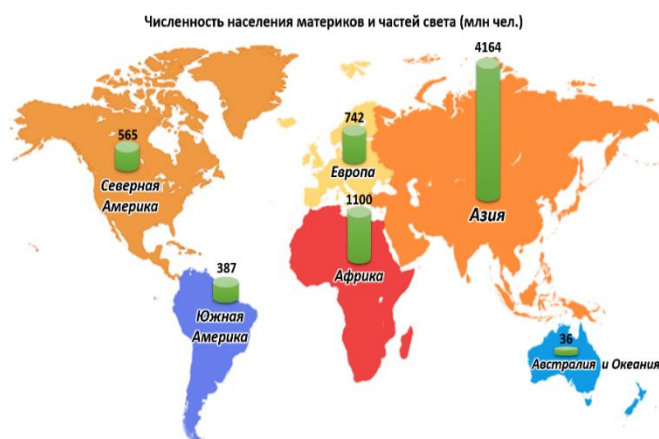 Численность населения материков и частей света (млн чел.)
4164
565
742
Северная
Америка
Европа
1100
Азия
Африка
387
Южная
Америка
36
Австралия и Океания